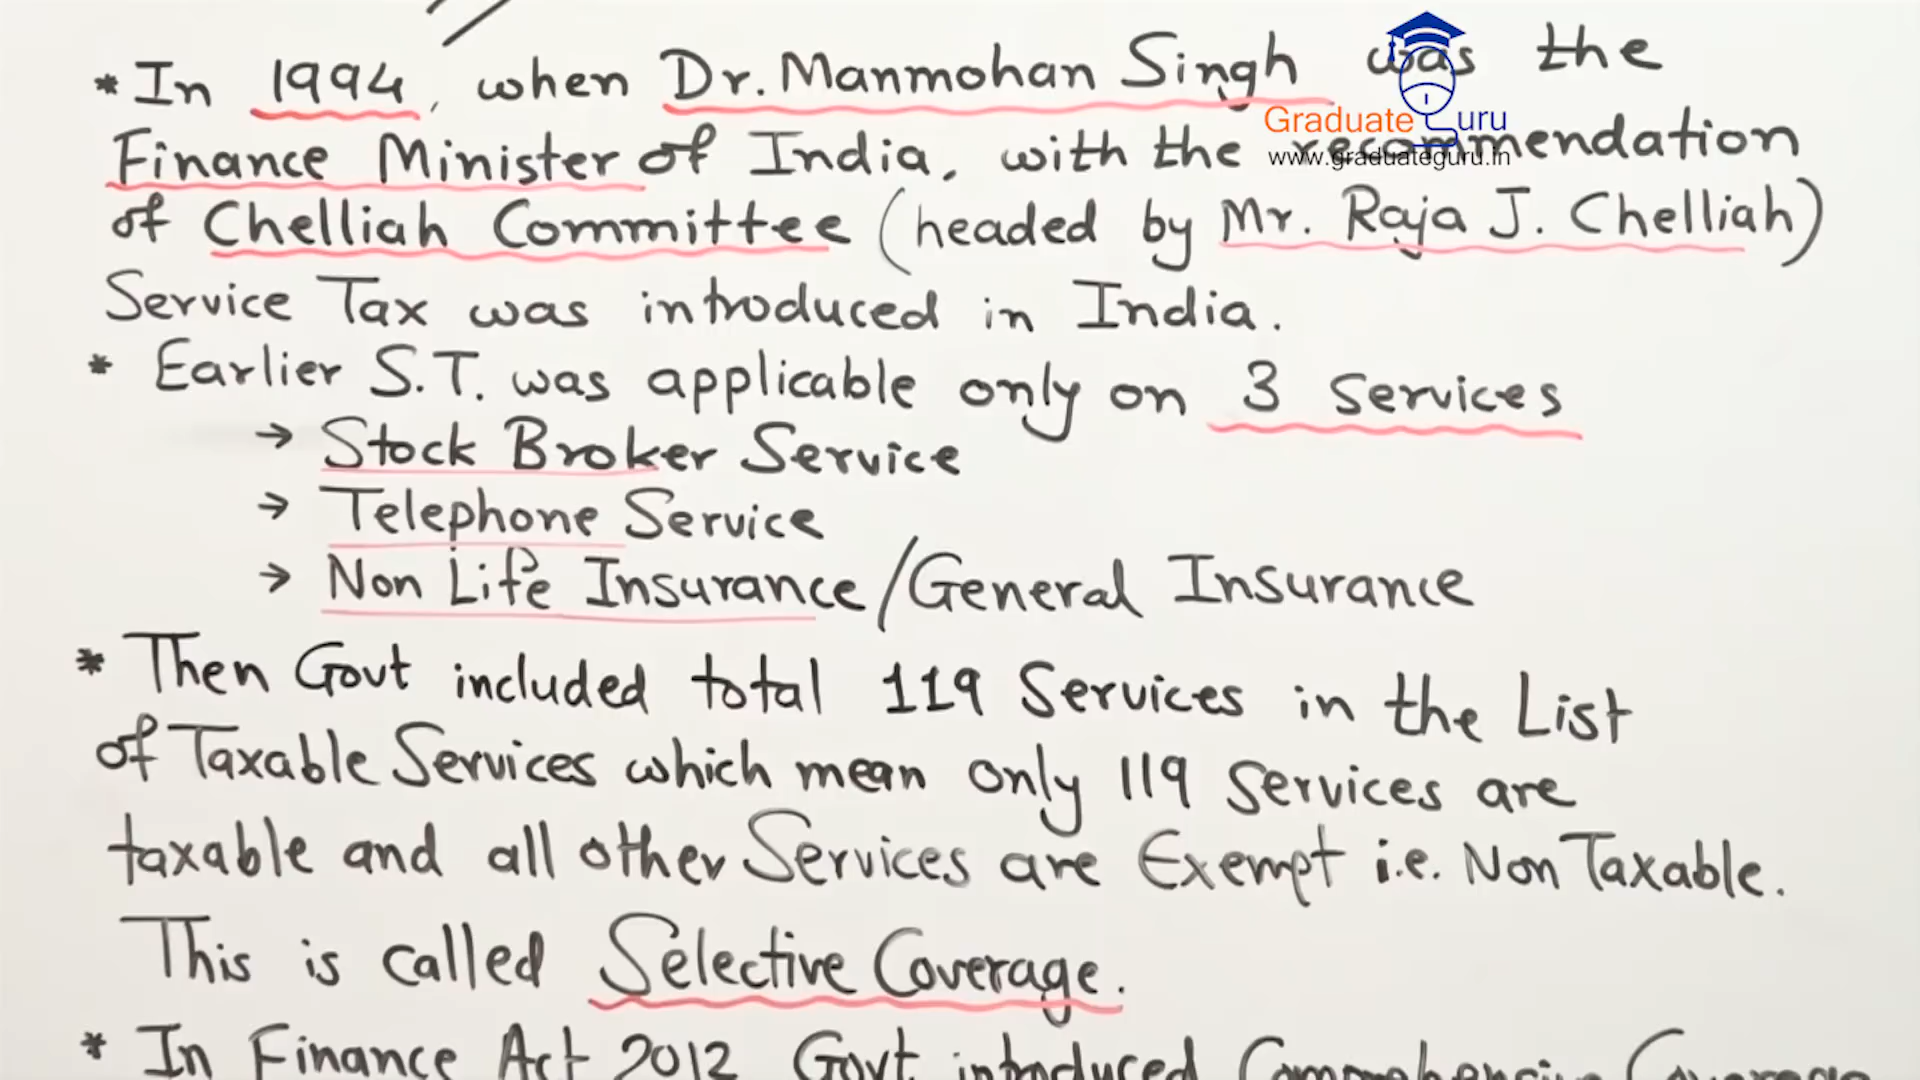 * In 1994, when Dr. Manmohan Singh was the
Graduate Guru
Finance Minister of India, with the recommendation
www.graduateguru.in
of Chelliah Committee (headed by Mr. Raja J. Chelliah)
Service Tax was introduced in India.
* Earlier S.T. was applicable only on 3 Services
→ Stock Broker Service
→ Telephone Service
→ Non Life Insurance/General Insurance
* Then Govt included total 119 Services in the List
of Taxable Services which mean only 119 Services are
taxable and all other Services are Exempt i.e. Non Taxable.
This is called Selective Coverage.
* In Finance Act 2012 Govt introduced Comprehensive Coverage